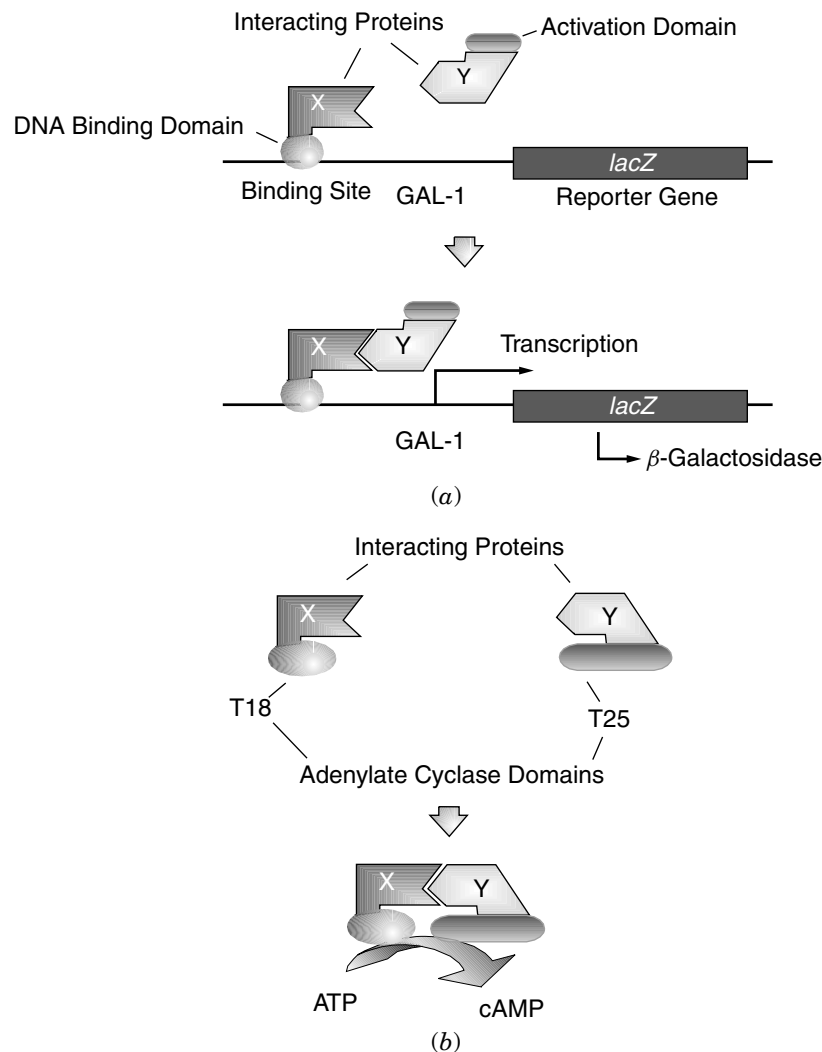 Interacting Proteins
Activation Domain
Y
X
DNA Binding Domain
lacZ
Binding Site
GAL-1
Reporter Gene
X
Y
Transcription
lacZ
GAL-1
β-Galactosidase
(a)
Interacting Proteins
X
Y
T18
T25
Adenylate Cyclase Domains
X
Y
ATP
cAMP
(b)